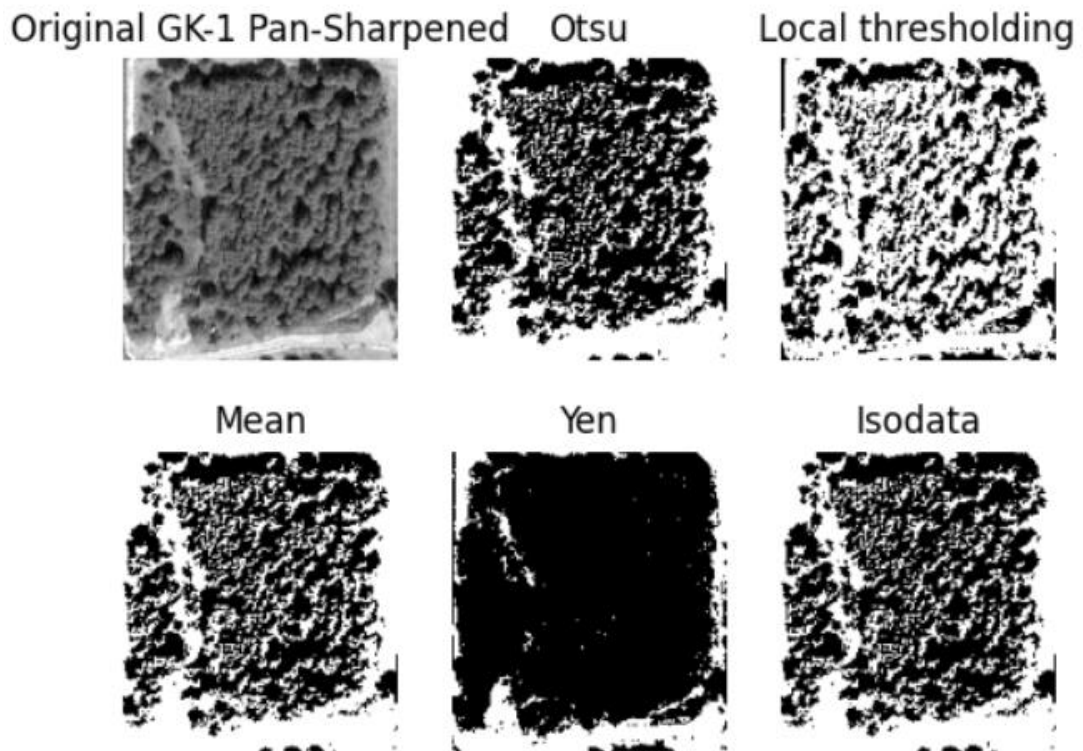 Original GK-1 Pan-Sharpened
Otsu
Local thresholding
Mean
Yen
Isodata